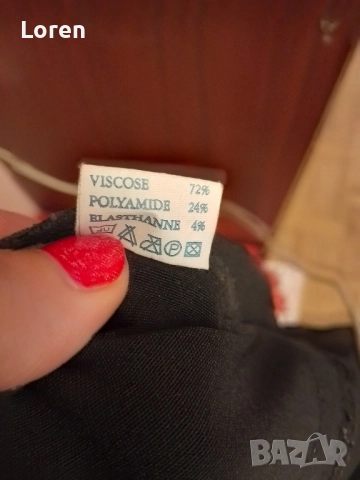 Loren
VISCOSE 72%
POLYAMIDE 24%
ELASTHANNE 4%
P
BAZAR